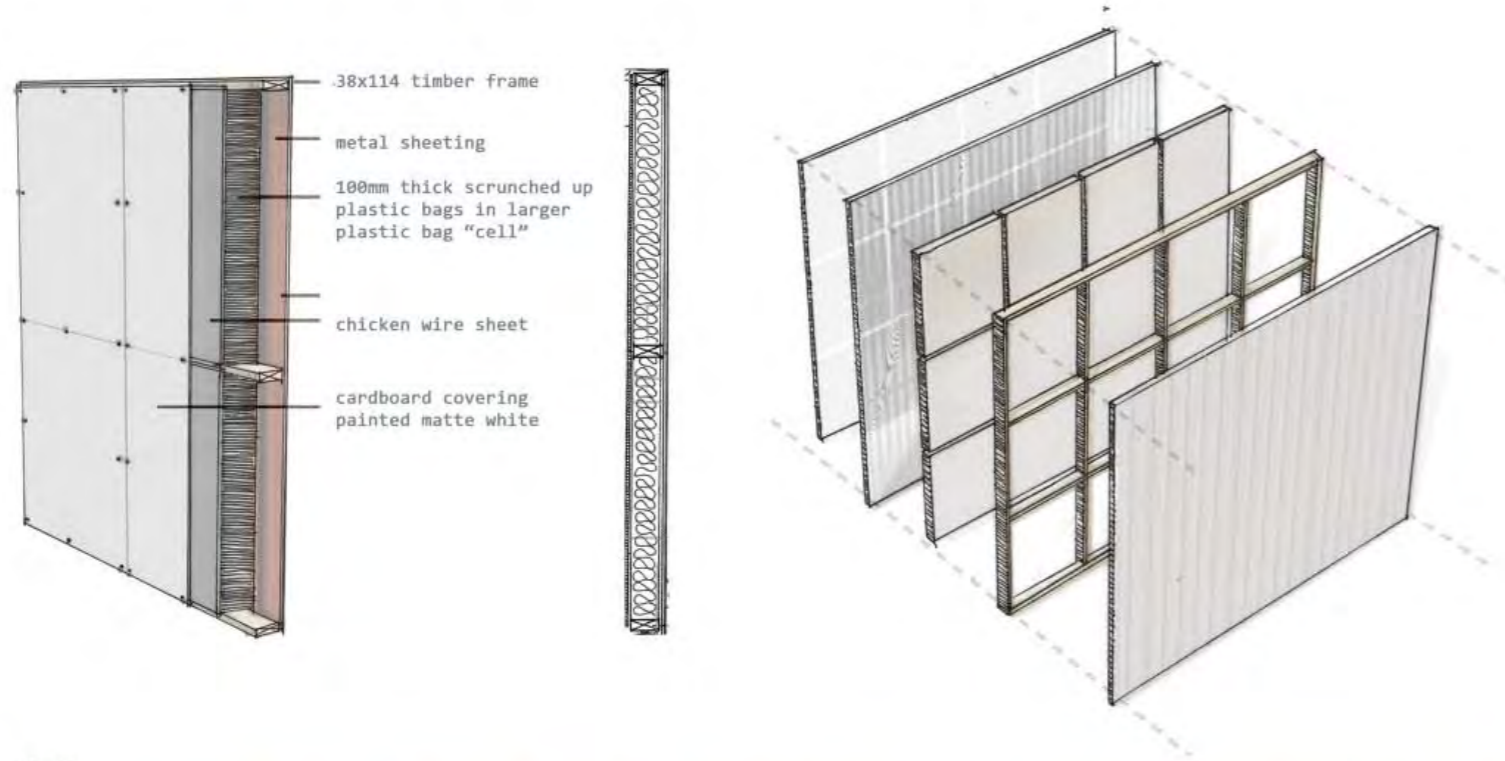 38x114 timber frame
metal sheeting
100mm thick scrunched up
plastic bags in larger
plastic bag “cell”
chicken wire sheet
cardboard covering
painted matte white